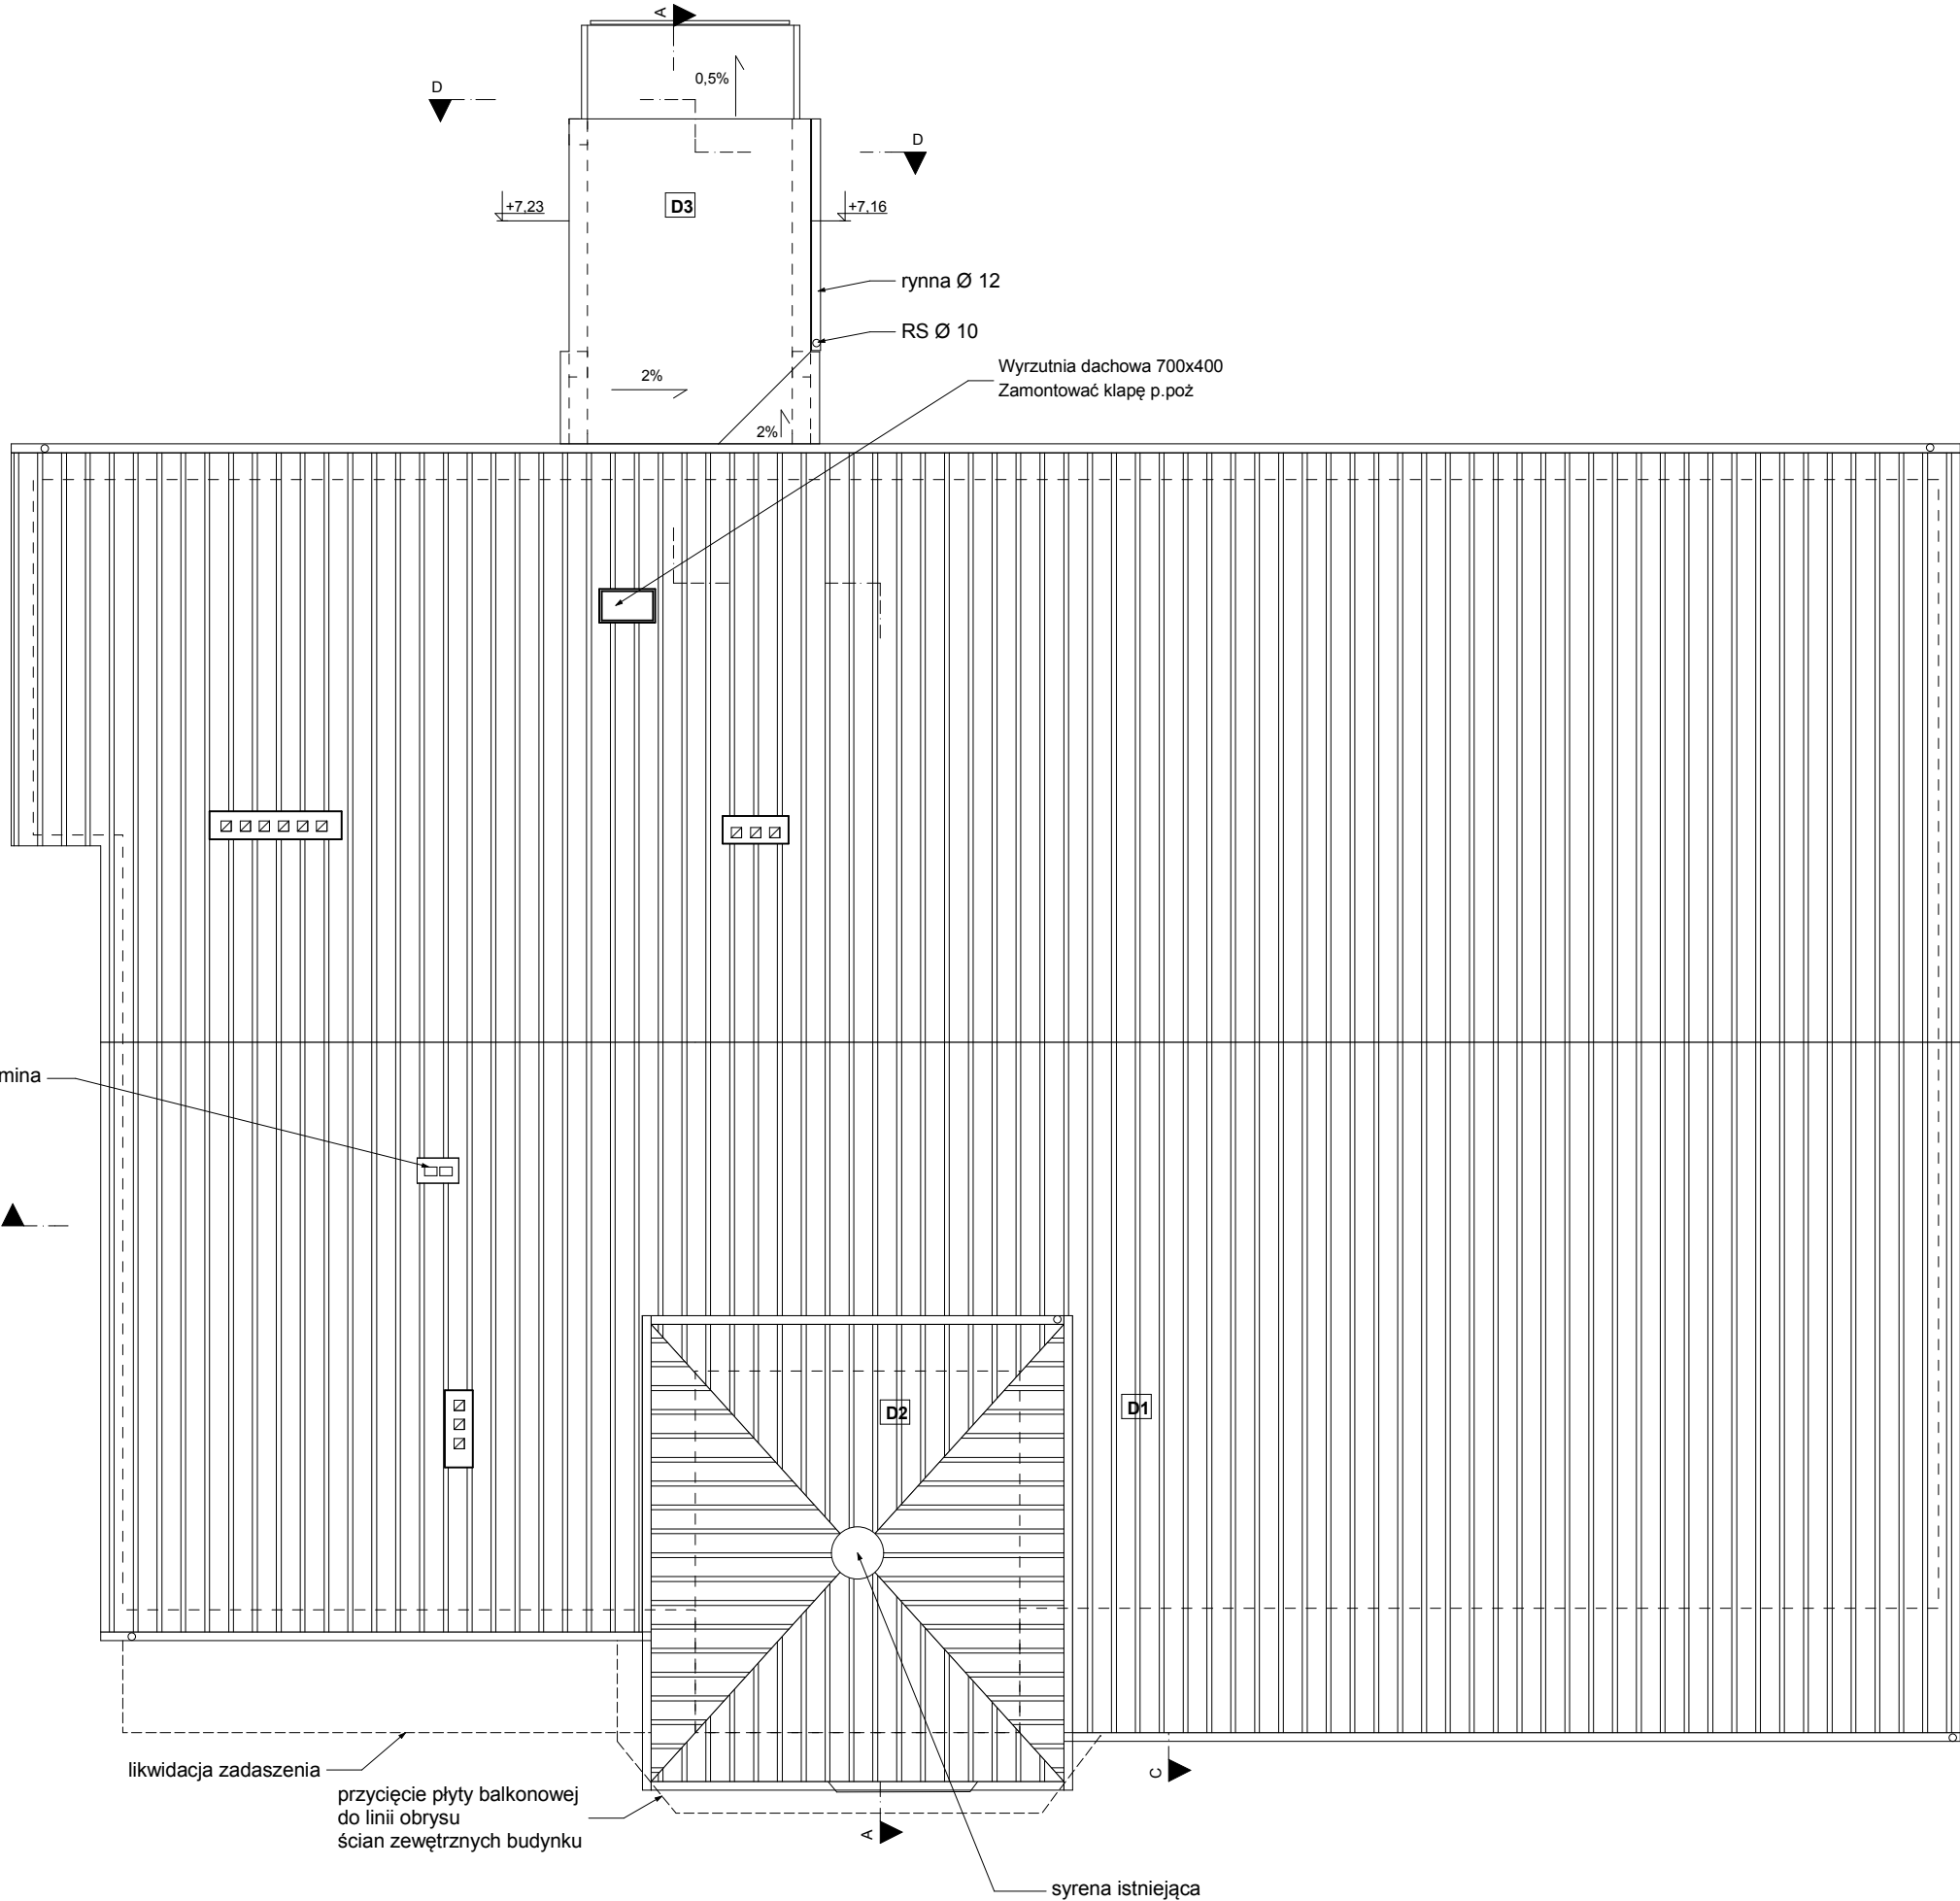 A
0,5%
D
D
+7,23
D3
+7,16
rynna Ø 12
RS Ø 10
Wyrzutnia dachowa 700x400
Zamontować klapę p.poż
2%
2%
mina
D2
D1
likwidacja zadaszenia
przycięcie płyty balkonowej
do linii obrysu
ścian zewętrznych budynku
C
A
syrena istniejąca